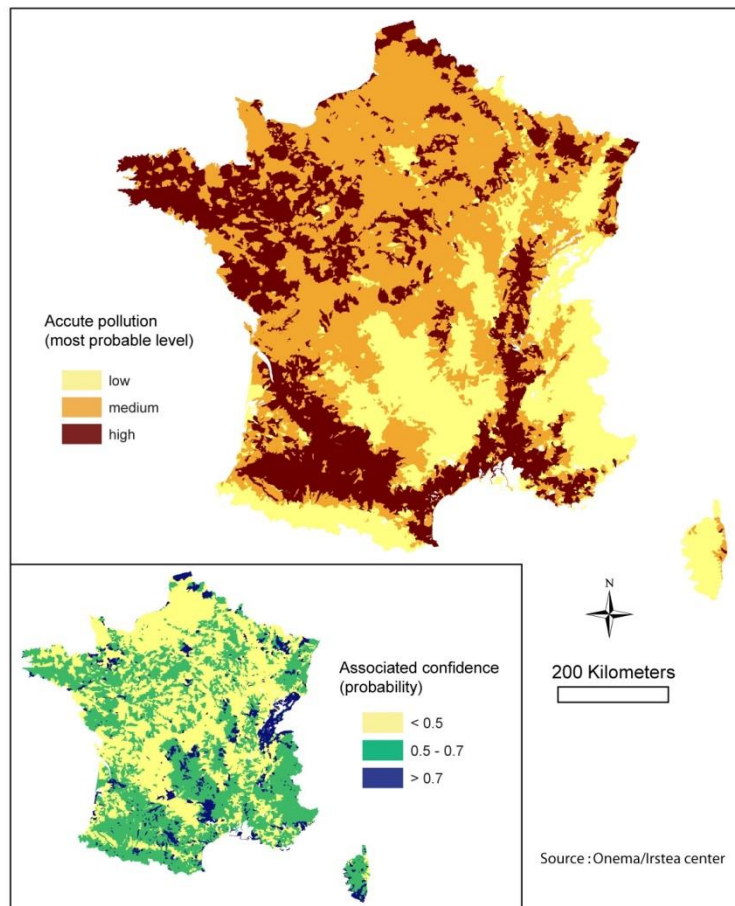 Accute pollution
(most probable level)
low
medium
high
N
200 Kilometers
Associated confidence
(probability)
< 0.5
0.5 - 0.7
> 0.7
Source : Onema/Irstea center